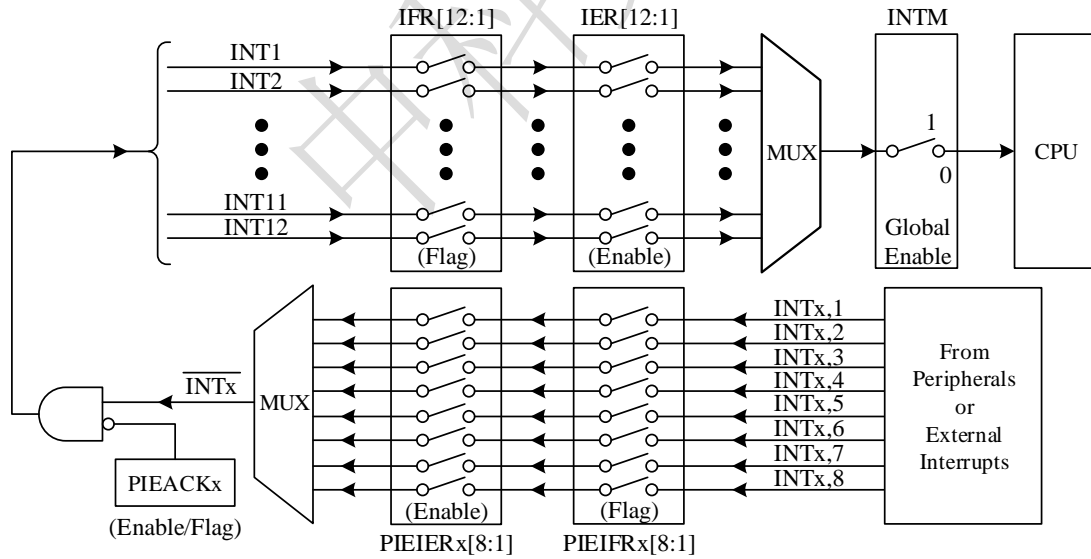 IFR[12:1]
IER[12:1]
INTM
INT1
INT2
INT11
INT12
(Flag)
(Enable)
MUX
1
0
Global
Enable
CPU
INTx
MUX
PIEACKx
(Enable/Flag)
(Enable)
PIEIERx[8:1]
(Flag)
PIEIFRx[8:1]
INTx,1
INTx,2
INTx,3
INTx,4
INTx,5
INTx,6
INTx,7
INTx,8
From
Peripherals
or
External
Interrupts
中科